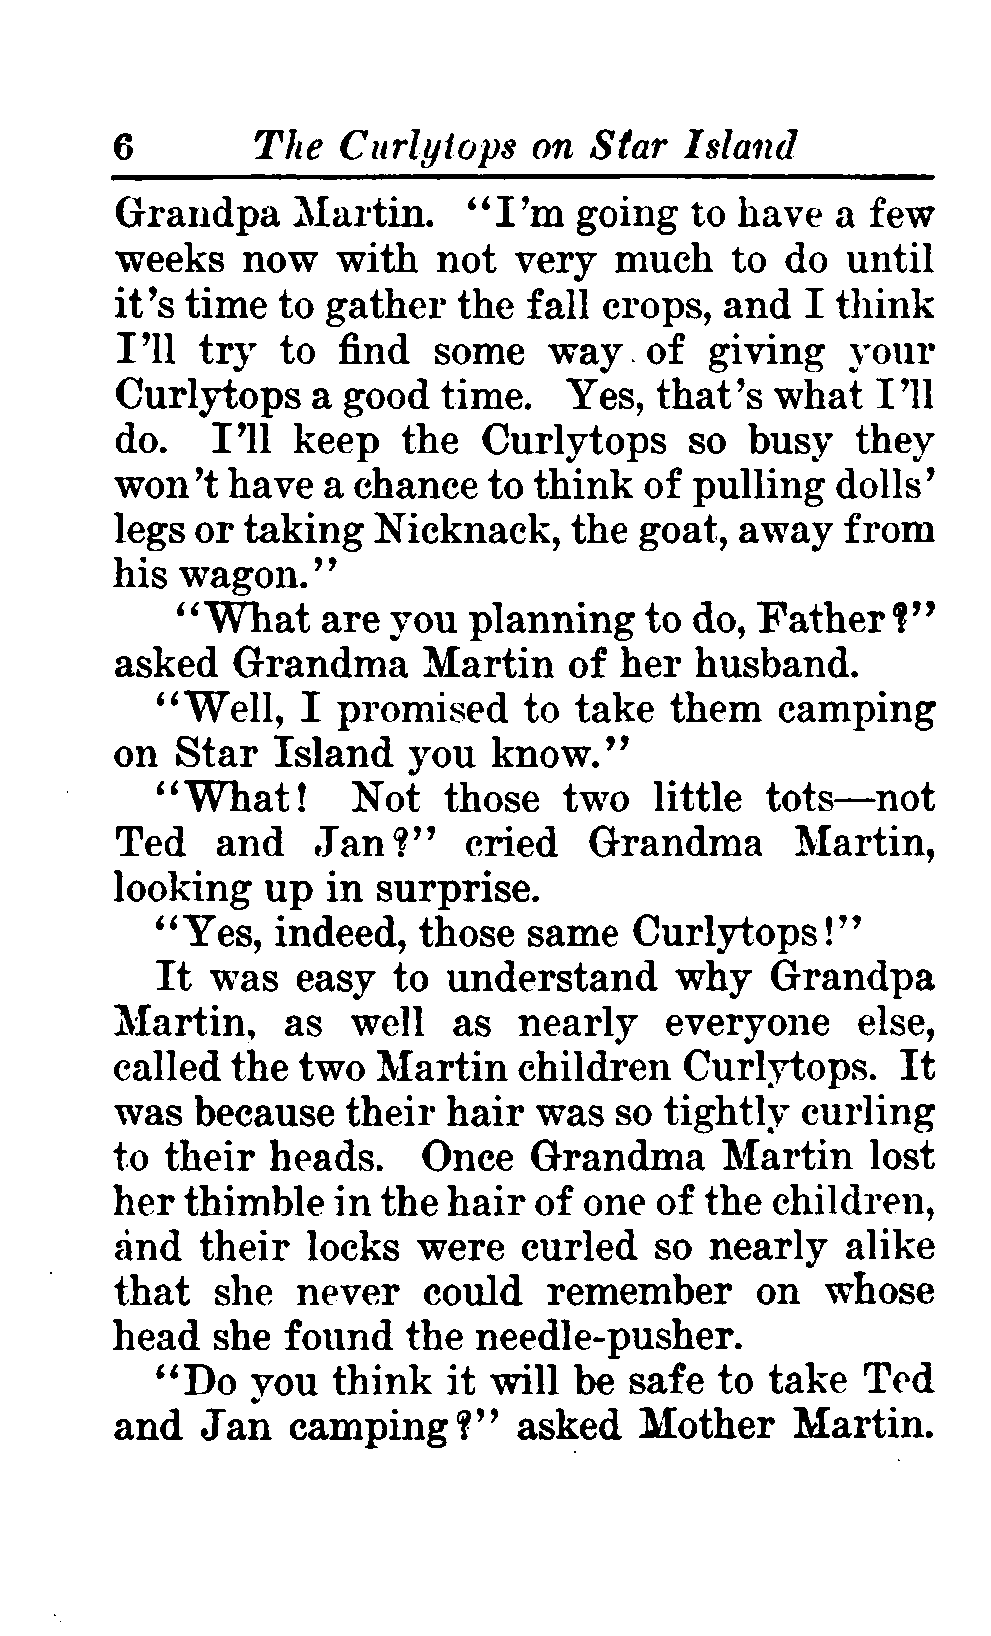 6 The Curlytops on Star Island
Grandpa Martin. "I'm going to have a few
weeks now with not very much to do until
it's time to gather the fall crops, and I think
I'll try to find some way of giving your
Curlytops a good time. Yes, that's what I'll
do. I'll keep the Curlytops so busy they
won't have a chance to think of pulling dolls'
legs or taking Nicknack, the goat, away from
his wagon."
"What are you planning to do, Father?"
asked Grandma Martin of her husband.
"Well, I promised to take them camping
on Star Island you know."
"What! Not those two little tots—not
Ted and Jan?" cried Grandma Martin,
looking up in surprise.
"Yes, indeed, those same Curlytops!"
It was easy to understand why Grandpa
Martin, as well as nearly everyone else,
called the two Martin children Curlytops. It
was because their hair was so tightly curling
to their heads. Once Grandma Martin lost
her thimble in the hair of one of the children,
and their locks were curled so nearly alike
that she never could remember on whose
head she found the needle-pusher.
"Do you think it will be safe to take Ted
and Jan camping?" asked Mother Martin.